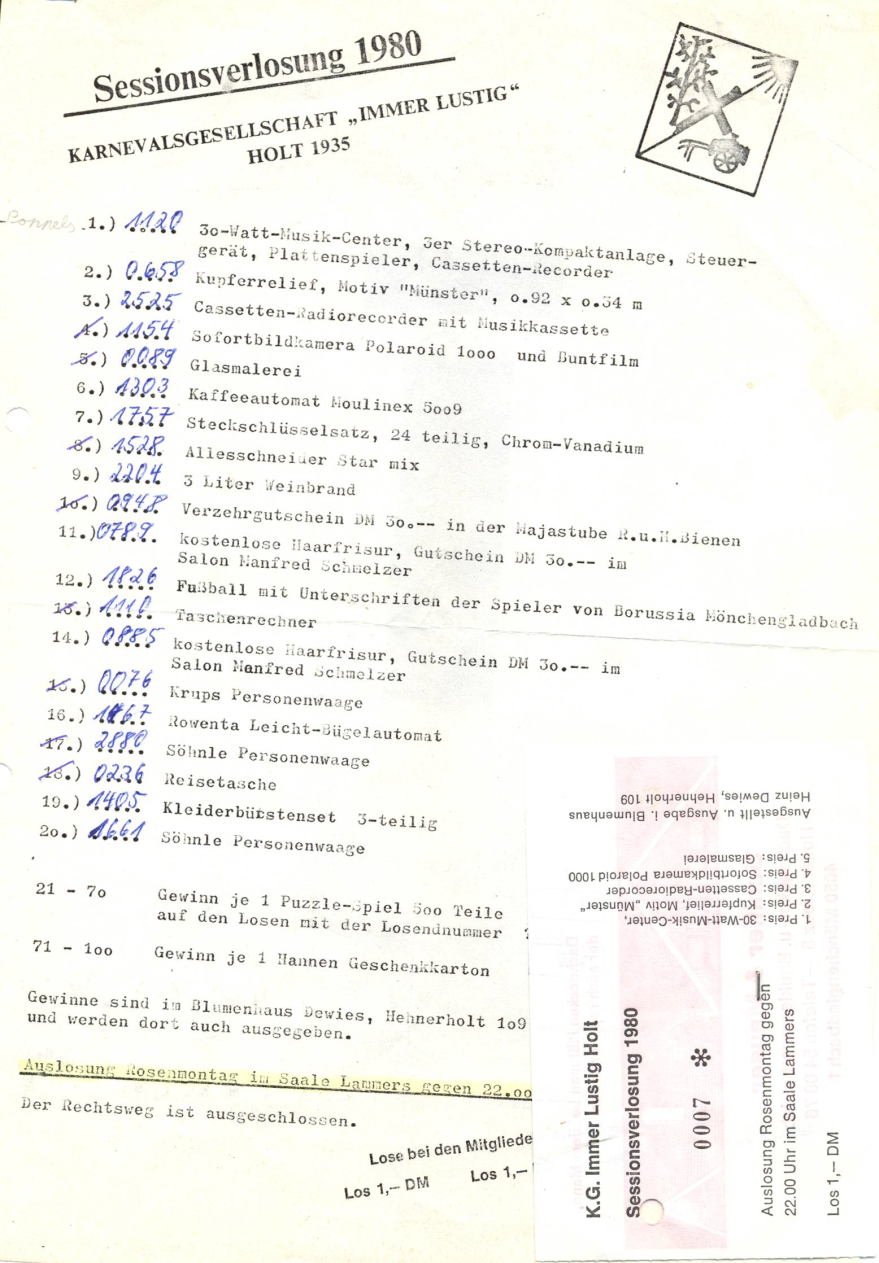 Sessionsverlosung 1980
KARNEVALSGESELLSCHAFT „IMMER LUSTIG“
HOLT 1935
1.) 1120 3o-Watt-Musik-Center, 3er Stereo-Kompaktanlage, Steuer-
gerät, Plattenspieler, Cassetten-Recorder
2.) 0658 Kupferrelief, Motiv "Münster", o.92 x o.54 m
3.) 2525 Cassetten-Radiorecorder mit Musikkassette
4.) 1154 Sofortbildkamera Polaroid 1ooo und Buntfilm
5.) 0089 Glasmalerei
6.) 1303 Kaffeeautomat Moulinex 5oo9
7.) 1757 Steckschlüsselsatz, 24 teilig, Chrom-Vanadium
8.) 1528 Allesschneider Star mix
9.) 2204 3 Liter Weinbrand
1o.) 0948 Verzehrgutschein DM 3o.-- in der Majastube R.u.H.Bienen
11.) 0789 kostenlose Haarfrisur, Gutschein DM 3o.-- im
Salon Manfred Schmelzer
12.) 1826 Fußball mit Unterschriften der Spieler von Borussia Mönchengladbach
13.) 1110 Taschenrechner
14.) 0885 kostenlose Haarfrisur, Gutschein DM 3o.-- im
Salon Manfred Schmelzer
15.) 0076 Krups Personenwaage
16.) Rowenta Leicht-Bügelautomat
17.) 2880 Söhnle Personenwaage
18.) 0236 Reisetasche
19.) 1405 Kleiderbürstenset 3-teilig
2o.) 1661 Söhnle Personenwaage
21 - 7o Gewinn je 1 Puzzle-Spiel 5oo Teile
auf den Losen mit der Losendnummer
71 - 1oo Gewinn je 1 Hannen Geschenkkarton
Gewinne sind im Blumenhaus Dewies, Hehnerholt 1o9
und werden dort auch ausgegeben.
Auslosung Rosenmontag im Saale Lammers gegen 22.oo
Der Rechtsweg ist ausgeschlossen.
Lose bei den Mitgliede
Los 1,— DM Los 1,—
K.G. Immer Lustig Holt
Sessionsverlosung 1980
0007 *
Auslosung Rosenmontag gegen
22.00 Uhr im Saale Lammers
Los 1,— DM
1. Preis: 30-Watt-Musik-Center,
2. Preis: Kupferrelief, Motiv „Münster“
3. Preis: Cassetten-Radiorecorder
4. Preis: Sofortbildkamera Polaroid 1000
5. Preis: Glasmalerei
Ausgestellt u. Ausgabe i. Blumenhaus
Heinz Dewies, Hehnerholt 109